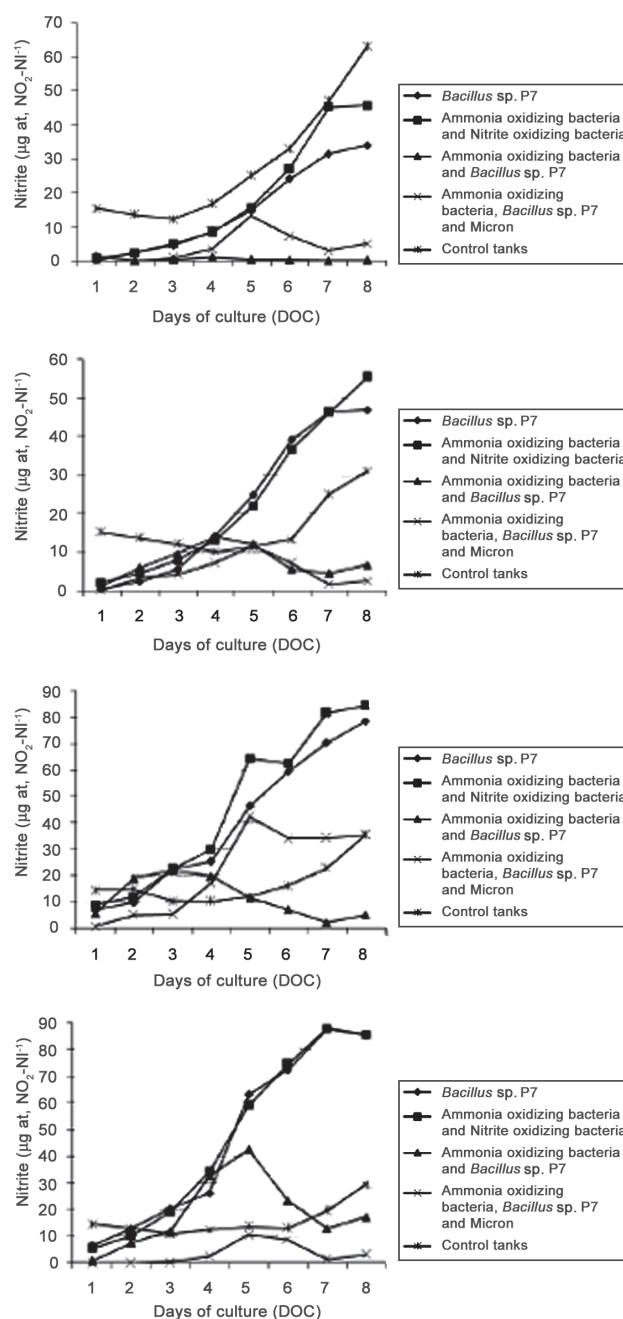 Nitrite (µg at, NO2-NI-1)
70
60
50
40
30
20
10
0
1 2 3 4 5 6 7 8
Days of culture (DOC)
Bacillus sp. P7
Ammonia oxidizing bacteria
and Nitrite oxidizing bacteria
Ammonia oxidizing bacteria
and Bacillus sp. P7
Ammonia oxidizing
bacteria, Bacillus sp. P7
and Micron
Control tanks
Nitrite (µg at, NO2-NI-1)
60
50
40
30
20
10
0
1 2 3 4 5 6 7 8
Days of culture (DOC)
Bacillus sp. P7
Ammonia oxidizing bacteria
and Nitrite oxidizing bacteria
Ammonia oxidizing bacteria
and Bacillus sp. P7
Ammonia oxidizing
bacteria, Bacillus sp. P7
and Micron
Control tanks
Nitrite (µg at, NO2-NI-1)
90
80
70
60
50
40
30
20
10
0
1 2 3 4 5 6 7 8
Days of culture (DOC)
Bacillus sp. P7
Ammonia oxidizing bacteria
and Nitrite oxidizing bacteria
Ammonia oxidizing bacteria
and Bacillus sp. P7
Ammonia oxidizing
bacteria, Bacillus sp. P7
and Micron
Control tanks
Nitrite (µg at, NO2-NI-1)
90
80
70
60
50
40
30
20
10
0
1 2 3 4 5 6 7 8
Days of culture (DOC)
Bacillus sp. P7
Ammonia oxidizing bacteria
and Nitrite oxidizing bacteria
Ammonia oxidizing bacteria
and Bacillus sp. P7
Ammonia oxidizing
bacteria, Bacillus sp. P7
and Micron
Control tanks